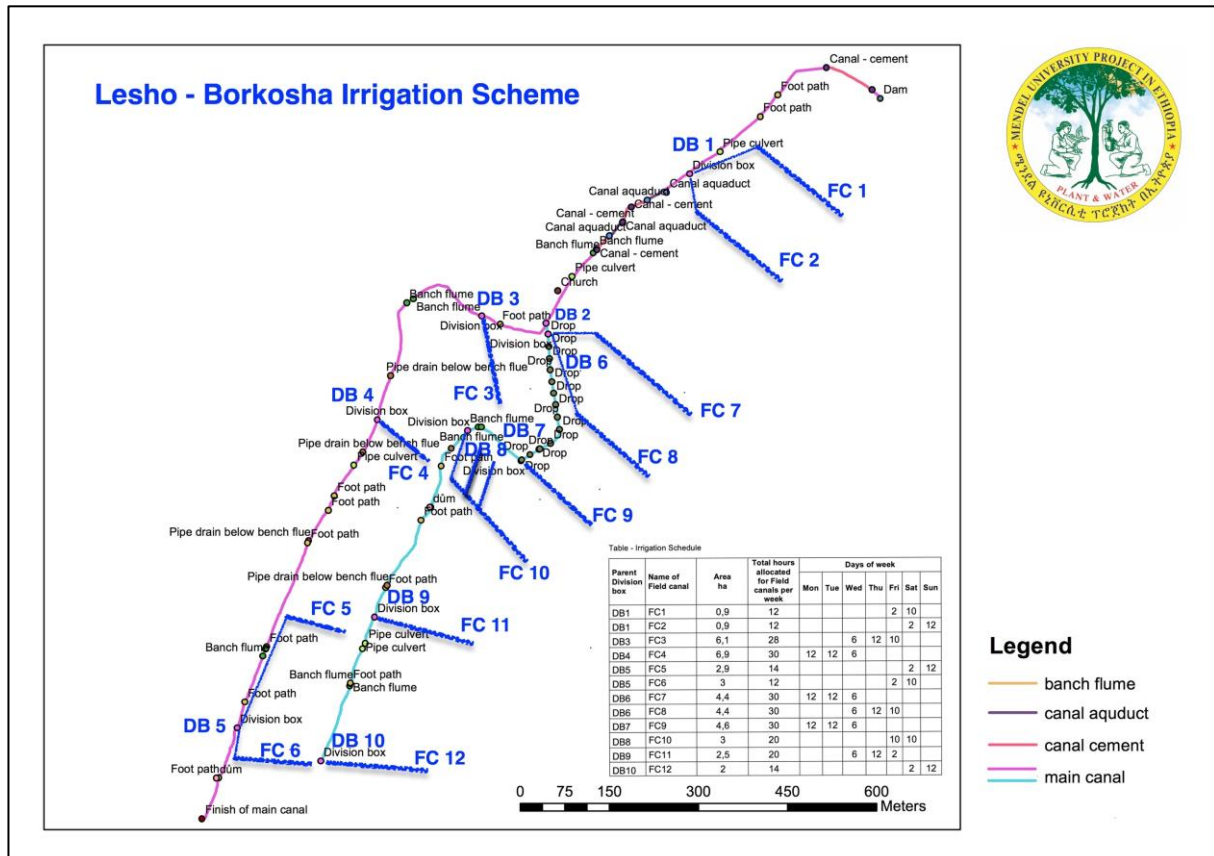 Lesho - Borkosha Irrigation Scheme
Canal - cement
Dam
Foot path
Foot path
Pipe culvert
DB 1
Division box
FC 1
Canal aquaduct
Canal aquaduct
Canal - cement
Canal - cement
Canal aquaduct
Canal aquaduct
Banch flume
Banch flume
Canal - cement
FC 2
Pipe culvert
Church
Banch flume
Banch flume
DB 3
Foot path
DB 2
Division box
Drop
Division box
Drop
DB 6
Drop
Drop
Drop
Drop
Drop
Drop
Drop
Drop
Drop
Drop
Drop
Drop
Pipe drain below bench flue
FC 3
FC 7
DB 4
Division box
Division box
Banch flume
DB 7
Banch flume
DB 8
Pipe drain below bench flue
Pipe culvert
FC 4
Foot path
Division box
FC 8
Foot path
Foot path
dûm
Foot path
FC 9
Pipe drain below bench flue
Foot path
FC 10
Pipe drain below bench flue
Foot path
DB 9
Division box
FC 5
FC 11
Foot path
Banch flume
Pipe culvert
Pipe culvert
Banch flume
Foot path
Banch flume
Foot path
DB 5
Division box
FC 6
DB 10
Division box
FC 12
Foot path
dûm
Finish of main canal
Table - Irrigation Schedule
Parent Division box Name of Field canal Area ha Total hours allocated for Field canals per week Days of week
Mon Tue Wed Thu Fri Sat Sun
DB1 FC1 0,9 12 2 10
DB1 FC2 0,9 12 2 12
DB3 FC3 6,1 28 6 12 10
DB4 FC4 6,9 30 12 12 6
DB5 FC5 2,9 14 2 12
DB5 FC6 3 12 2 10
DB6 FC7 4,4 30 12 12 6
DB6 FC8 4,4 30 6 12 10
DB7 FC9 4,6 30 12 12 6
DB8 FC10 3 20 10 10
DB9 FC11 2,5 20 6 12 2
DB10 FC12 2 14 2 12
0 75 150 300 450 600
Meters
MENDEL UNIVERSITY PROJECT IN ETHIOPIA
PLANT & WATER
ሜንደል የኒቨርሲቲ ፕሮጀክት በኢትዮጵያ
Legend
banch flume
canal aquduct
canal cement
main canal